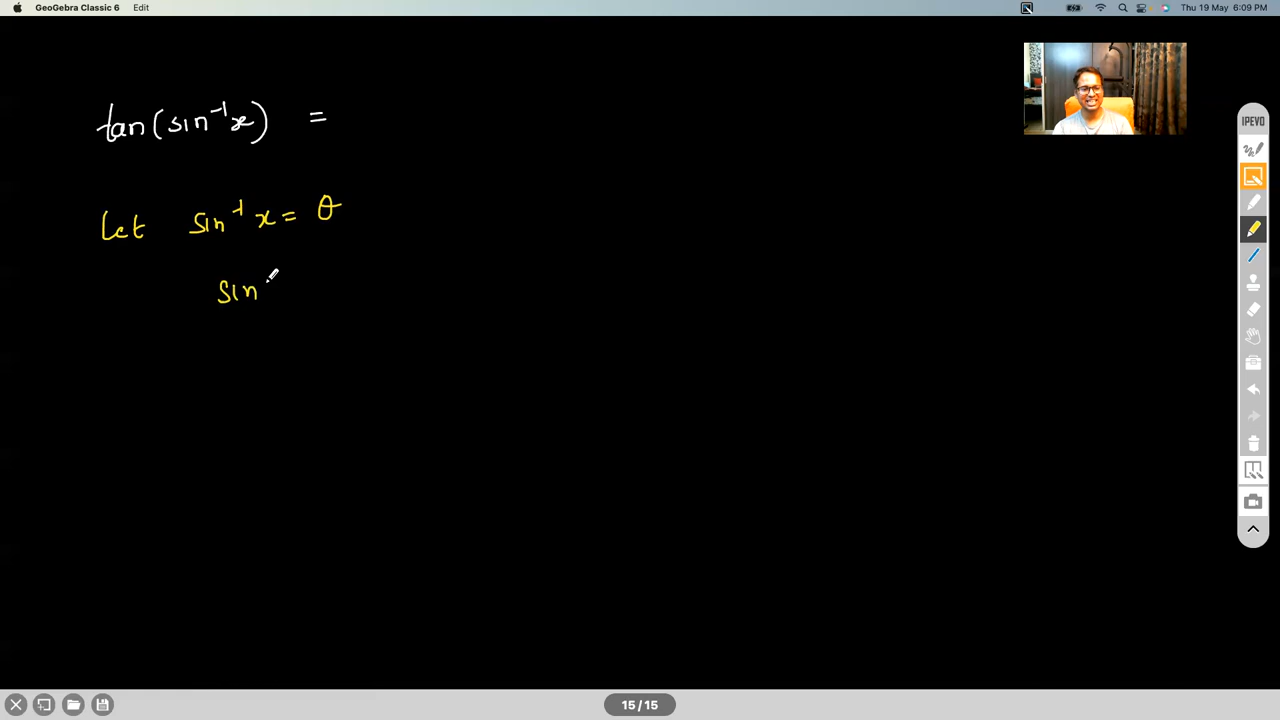 GeoGebra Classic 6 Edit Thu 19 May 6:09 PM
tan(sin⁻¹x) =
IPEVO
Let sin⁻¹x = θ
sin
15/15